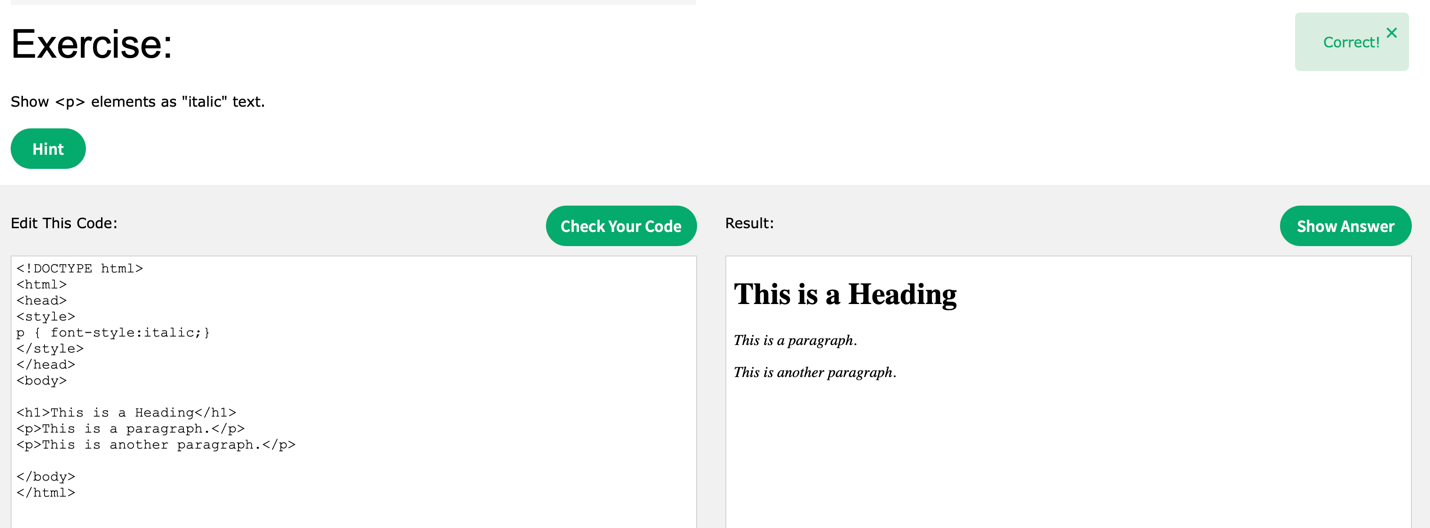 Exercise:
Correct! ×
Show <p> elements as "italic" text.
Hint
Edit This Code:
Check Your Code
<!DOCTYPE html>
<html>
<head>
<style>
p { font-style:italic;}
</style>
</head>
<body>
<h1>This is a Heading</h1>
<p>This is a paragraph.</p>
<p>This is another paragraph.</p>
</body>
</html>
Result:
Show Answer
This is a Heading
This is a paragraph.
This is another paragraph.